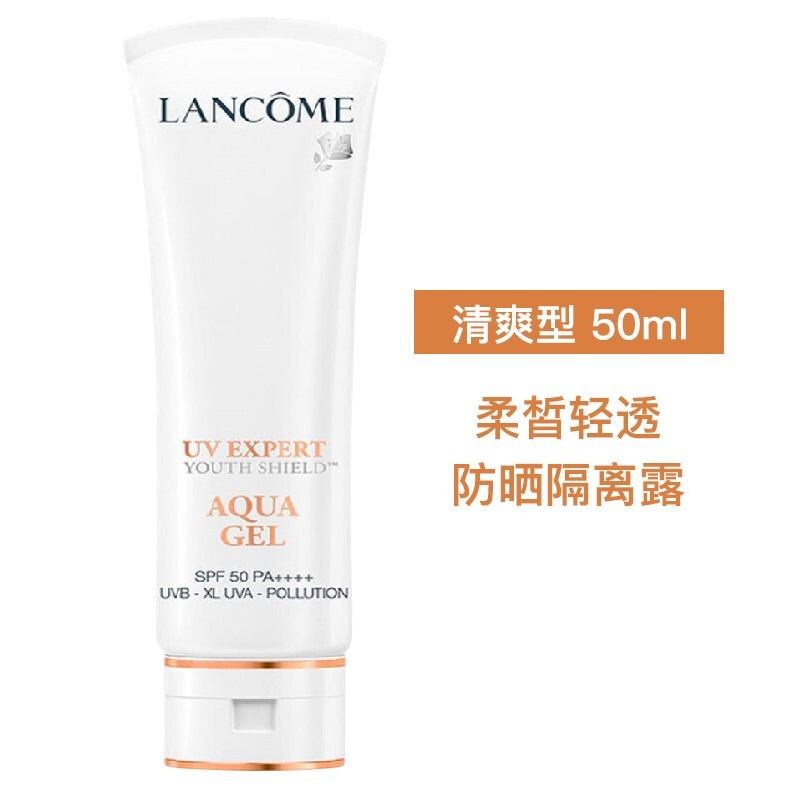 LANCÔME
UV EXPERT
YOUTH SHIELD™
AQUA
GEL
SPF 50 PA++++
UVB - XL UVA - POLLUTION
清爽型 50ml
柔皙轻透
防晒隔离露